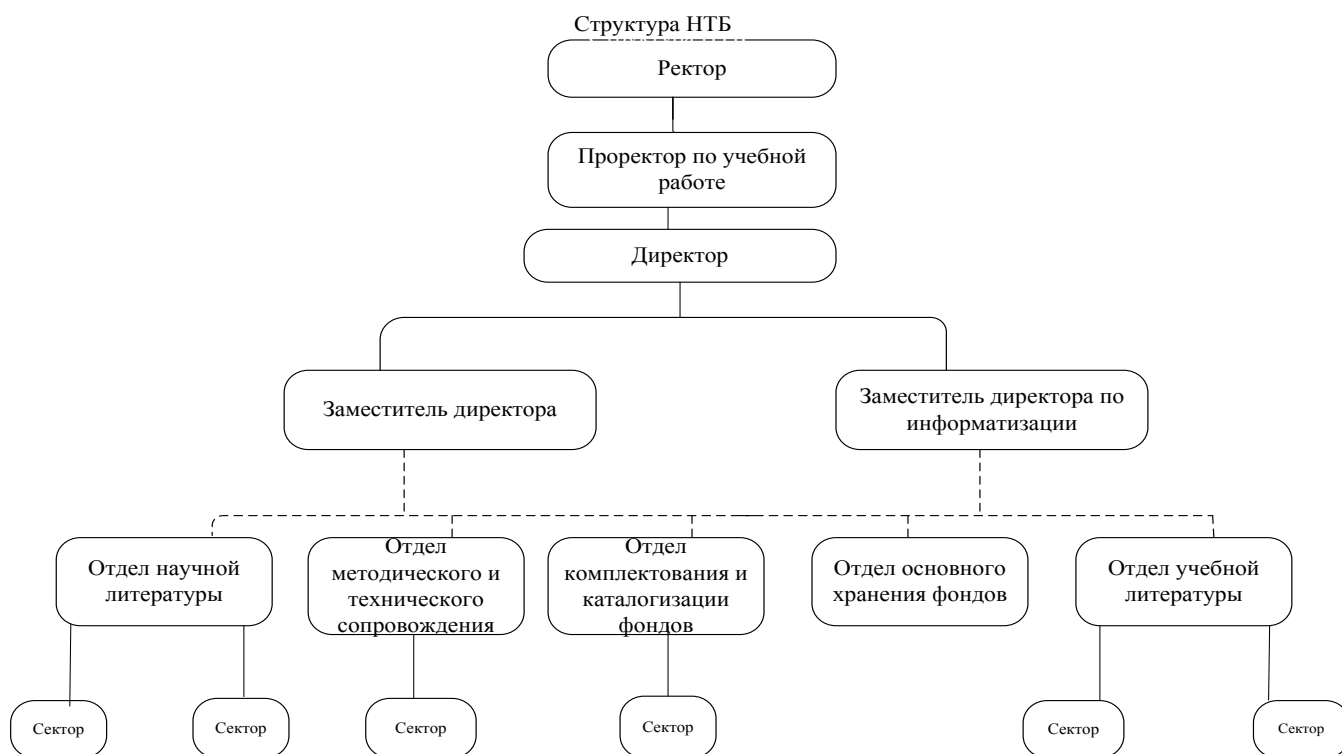 Структура НТБ
Ректор
Проректор по учебной
работе
Директор
Заместитель директора
Заместитель директора по
информатизации
Отдел научной
литературы
Отдел
методического и
технического
сопровождения
Отдел
комплектования и
каталогизации
фондов
Отдел основного
хранения фондов
Отдел учебной
литературы
Сектор
Сектор
Сектор
Сектор
Сектор
Сектор